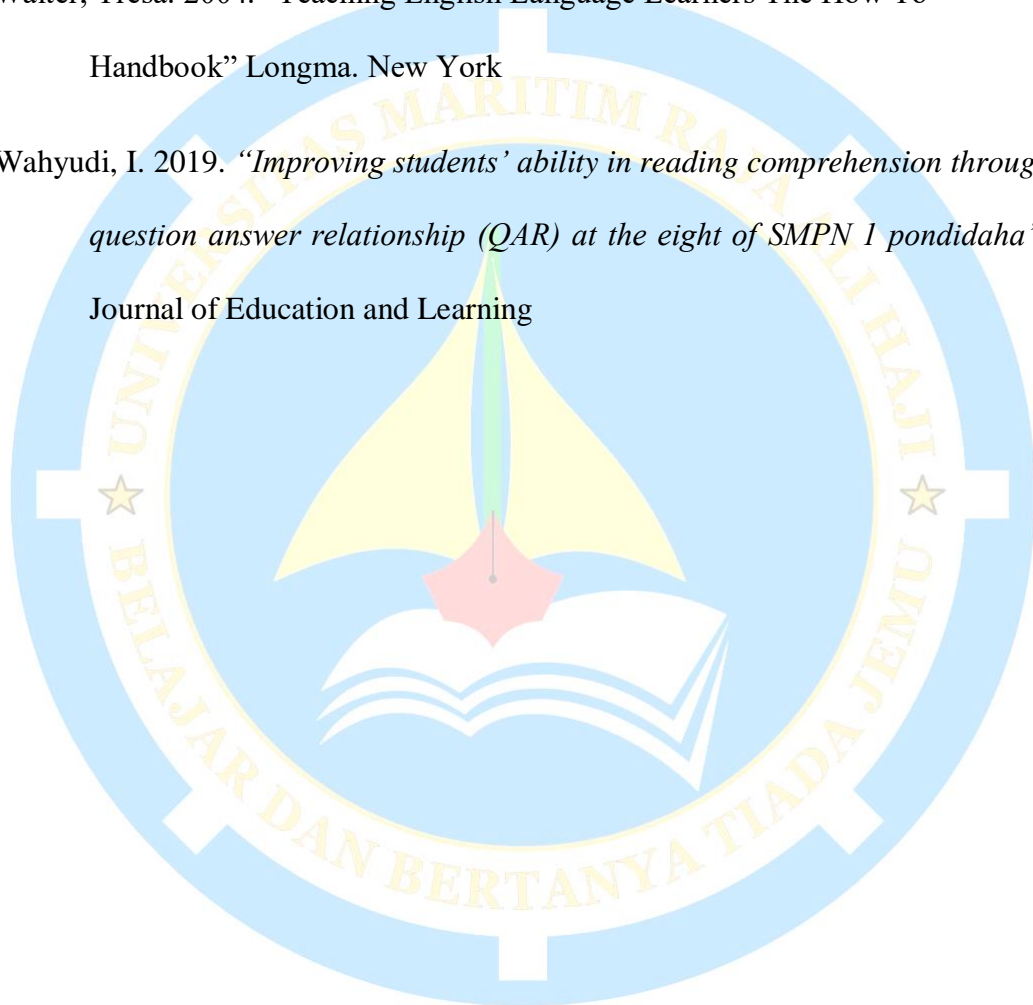 Walter, Tresa. 2004. “Teaching English Language Learners The How To
Handbook” Longma. New York
Wahyudi, I. 2019. “Improving students’ ability in reading comprehension throug
question answer relationship (QAR) at the eight of SMPN 1 pondidaha”
Journal of Education and Learning
UNIVERSITAS MARITIM RAJA ALI HAJI
BELAJAR DAN BERTANYA TIADA JEMU